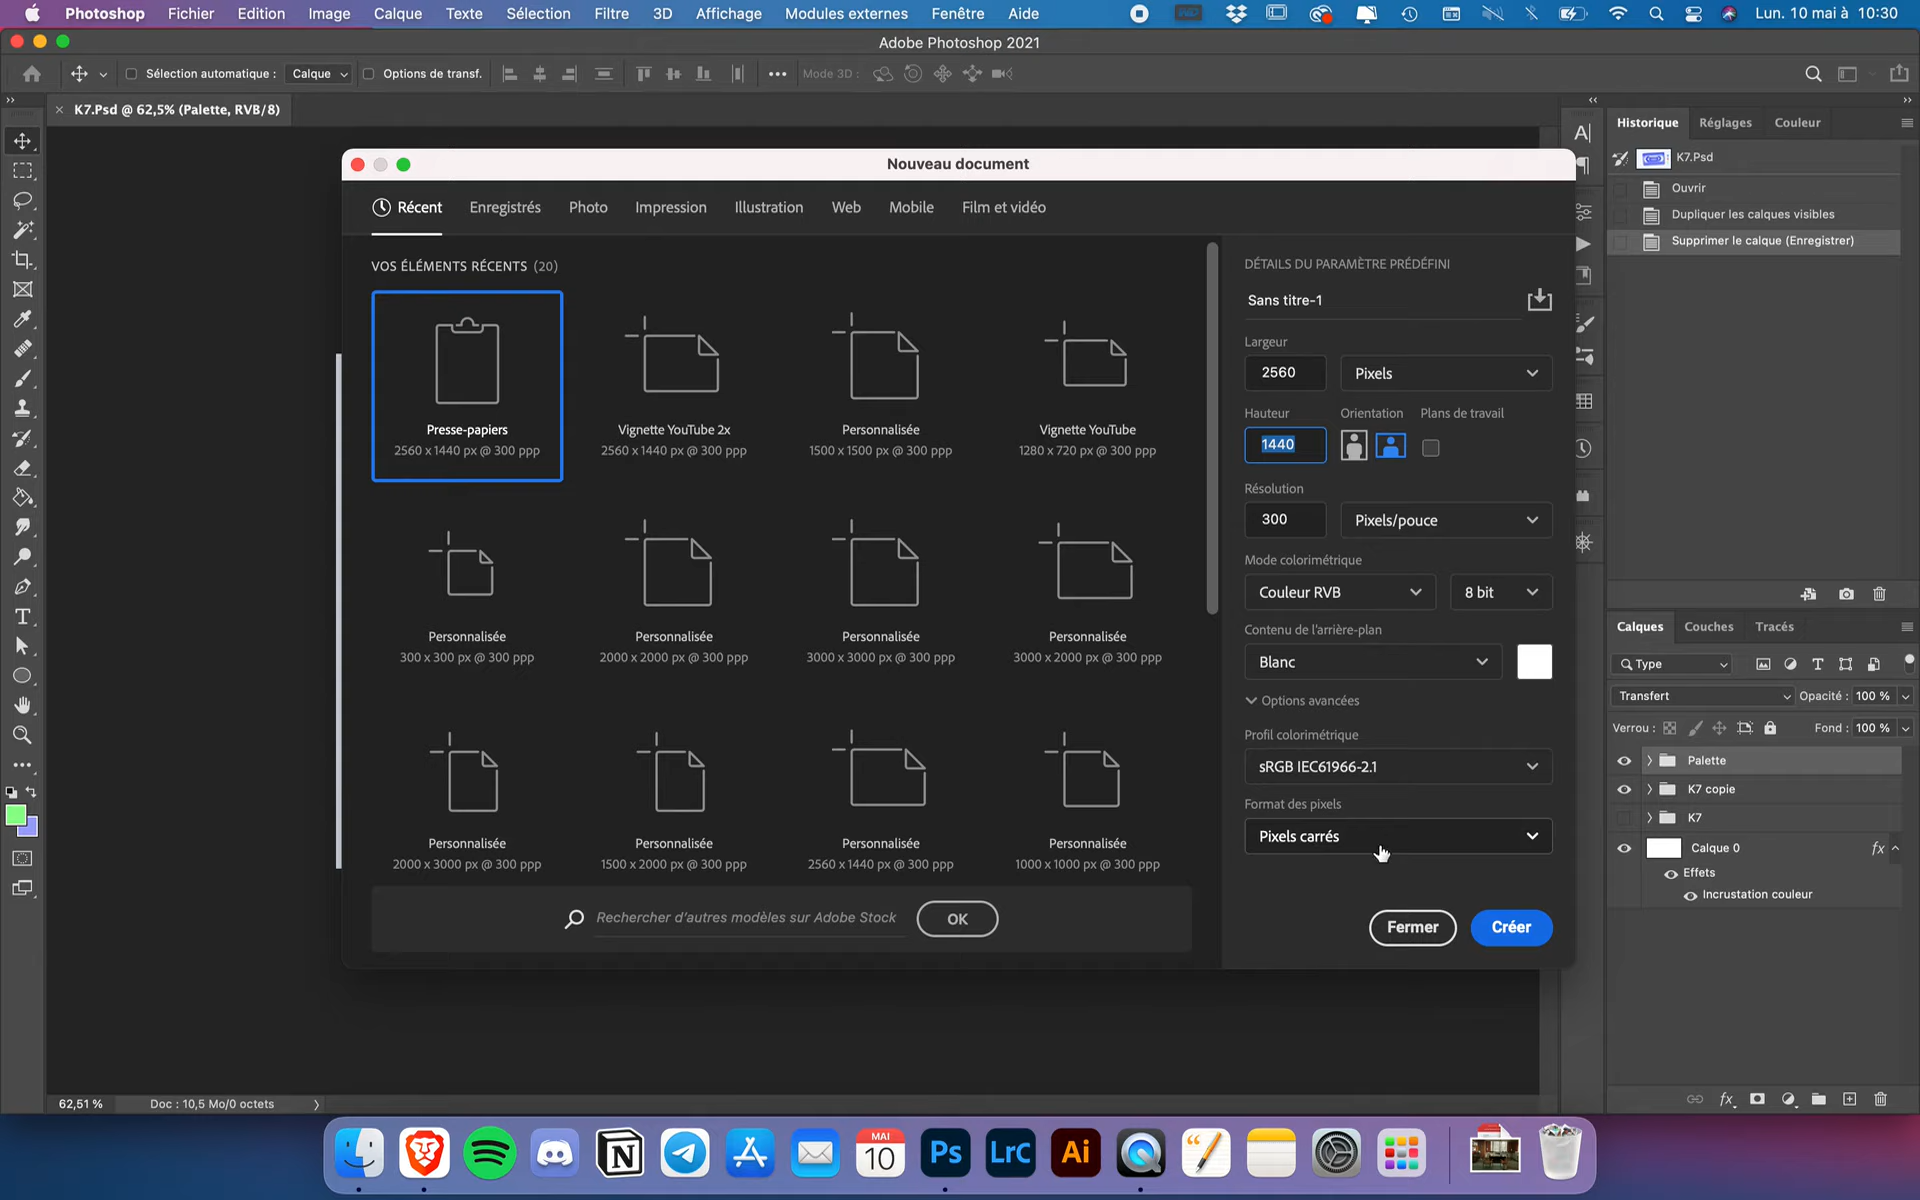 Photoshop Fichier Edition Image Calque Texte Sélection Filtre 3D Affichage Modules externes Fenêtre Aide Lun. 10 mai à 10:30
Adobe Photoshop 2021
Sélection automatique : Calque Options de transf. Mode 3D :
K7.Psd @ 62,5% (Palette, RVB/8)
Historique Réglages Couleur
K7.Psd
Ouvrir
Dupliquer les calques visibles
Supprimer le calque (Enregistrer)
Nouveau document
Récent Enregistrés Photo Impression Illustration Web Mobile Film et vidéo
VOS ÉLÉMENTS RÉCENTS (20)
Presse-papiers
2560 x 1440 px @ 300 ppp
Vignette YouTube 2x
2560 x 1440 px @ 300 ppp
Personnalisée
1500 x 1500 px @ 300 ppp
Vignette YouTube
1280 x 720 px @ 300 ppp
Personnalisée
300 x 300 px @ 300 ppp
Personnalisée
2000 x 2000 px @ 300 ppp
Personnalisée
3000 x 3000 px @ 300 ppp
Personnalisée
3000 x 2000 px @ 300 ppp
Personnalisée
2000 x 3000 px @ 300 ppp
Personnalisée
1500 x 2000 px @ 300 ppp
Personnalisée
2560 x 1440 px @ 300 ppp
Personnalisée
1000 x 1000 px @ 300 ppp
Rechercher d'autres modèles sur Adobe Stock OK
DÉTAILS DU PARAMÈTRE PRÉDÉFINI
Sans titre-1
Largeur
2560 Pixels
Hauteur Orientation Plans de travail
1440
Résolution
300 Pixels/pouce
Mode colorimétrique
Couleur RVB 8 bit
Contenu de l'arrière-plan
Blanc
Options avancées
Profil colorimétrique
sRGB IEC61966-2.1
Format des pixels
Pixels carrés
Fermer Créer
Calques Couches Tracés
Type
Transfert Opacité : 100 %
Verrou : Fond : 100 %
Palette
K7 copie
K7
Calque 0 fx
Effets
Incrustation couleur
fx
62,51 % Doc : 10,5 Mo/0 octets
MAI
10
Ps LrC Ai